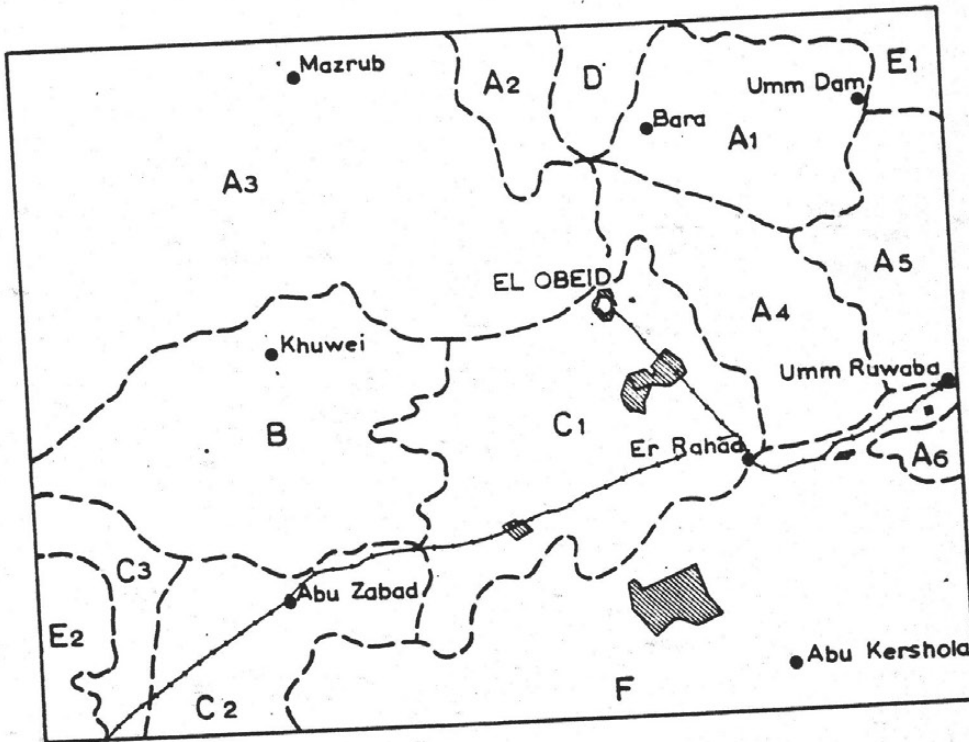 Mazrub
A2
D
E1
Umm Dam
Bara
A1
A3
A5
EL OBEID
A4
Khuwei
Umm Ruwaba
B
C1
Er Rahad
A6
C3
Abu Zabad
E2
Abu Kershola
F
C2